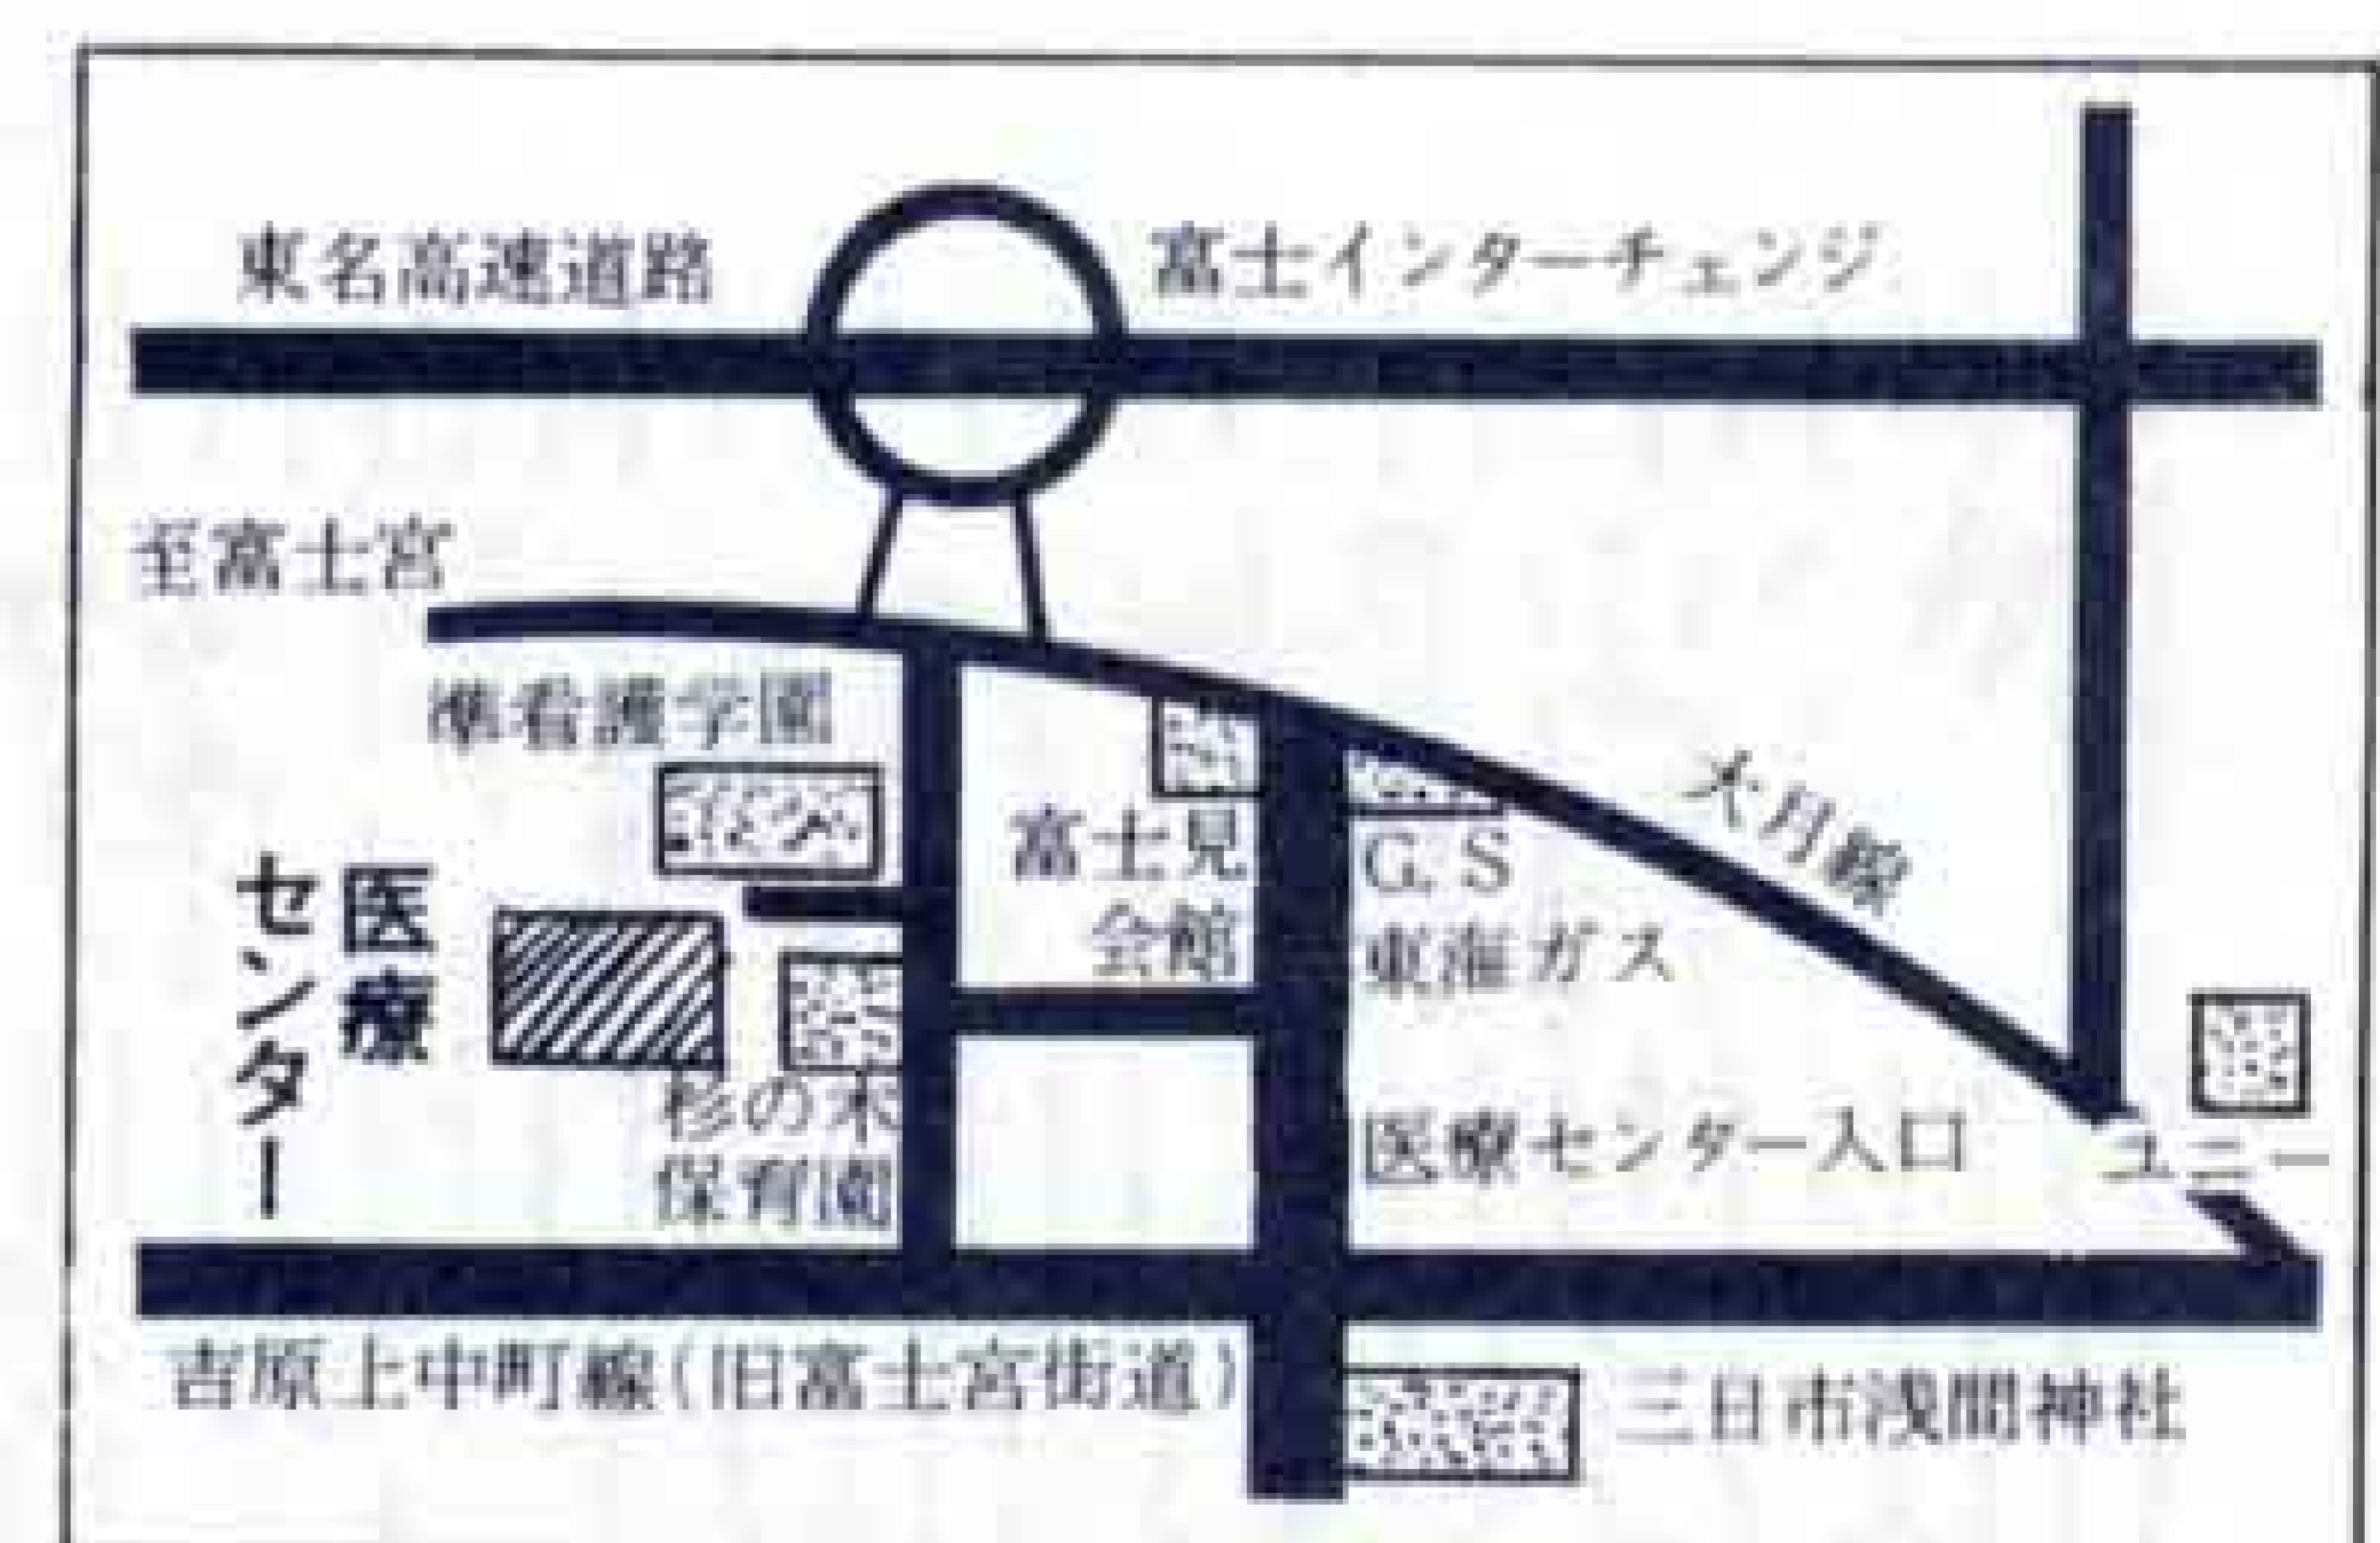 東名高速道路
富士インターチェンジ
至富士宮
准看護学園
大月線
富士見
会館
G.S
東海ガス
医療
センター
杉の木
保育園
医療センター入口
ユニー
吉原上中町線(旧富士宮街道)
三日市浅間神社